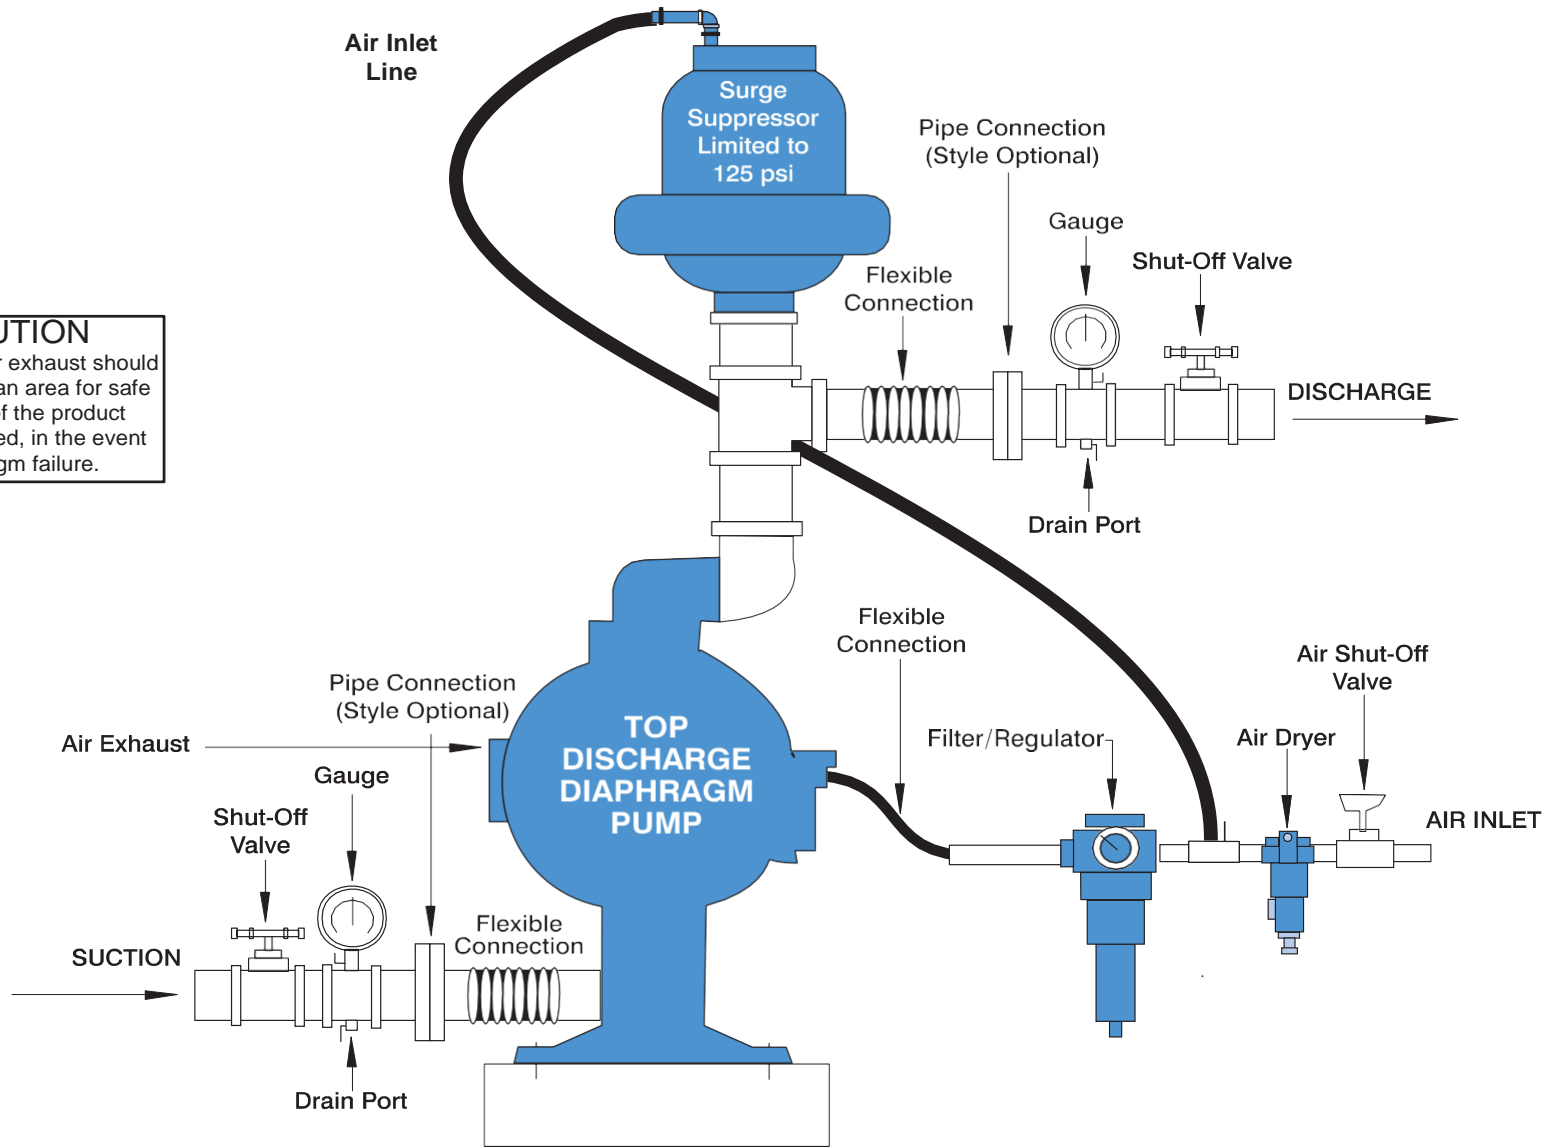 Air Inlet
Line
Surge
Suppressor
Limited to
125 psi
Pipe Connection
(Style Optional)
Gauge
Shut-Off Valve
Flexible
Connection
DISCHARGE
Drain Port
UTION
r exhaust should
an area for safe
of the product
ed, in the event
gm failure.
Flexible
Connection
Air Shut-Off
Valve
Pipe Connection
(Style Optional)
Air Exhaust
TOP
DISCHARGE
DIAPHRAGM
PUMP
Filter/Regulator
Air Dryer
AIR INLET
Gauge
Shut-Off
Valve
Flexible
Connection
SUCTION
Drain Port